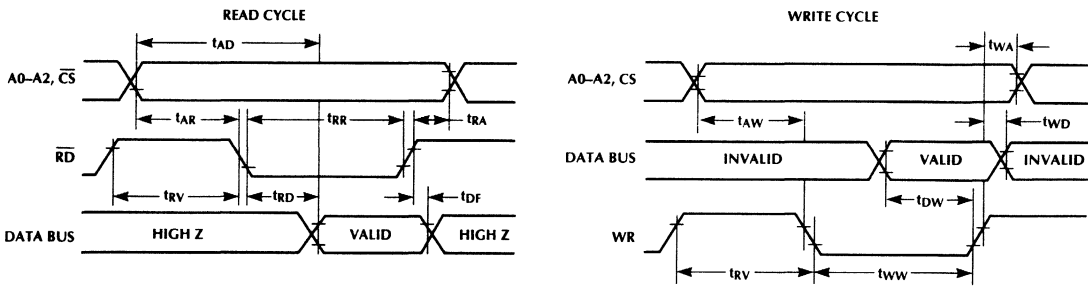 READ CYCLE
tAD
A0–A2, CS
tAR
tRR
tRA
RD
tRV
tRD
tDF
DATA BUS
HIGH Z
VALID
HIGH Z
WRITE CYCLE
tWA
A0–A2, CS
tAW
tWD
DATA BUS
INVALID
VALID
INVALID
tDW
WR
tRV
tWW